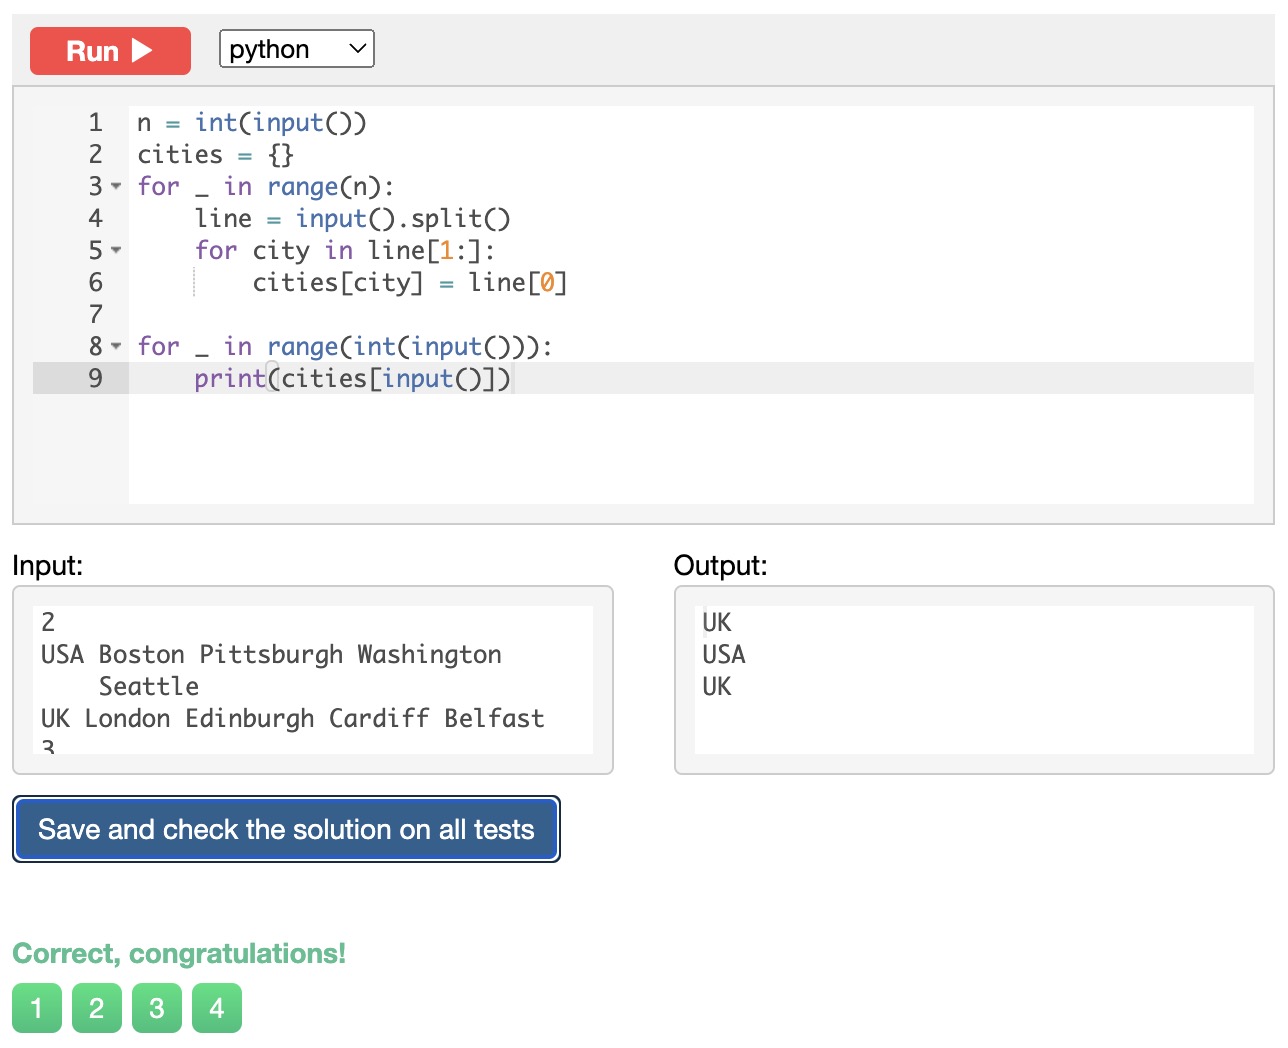 Run
python
1 n = int(input())
2 cities = {}
3 for _ in range(n):
4     line = input().split()
5     for city in line[1:]:
6         cities[city] = line[0]
7
8 for _ in range(int(input())):
9     print(cities[input()])
Input:
2
USA Boston Pittsburgh Washington
    Seattle
UK London Edinburgh Cardiff Belfast
3
Output:
UK
USA
UK
Save and check the solution on all tests
Correct, congratulations!
1 2 3 4